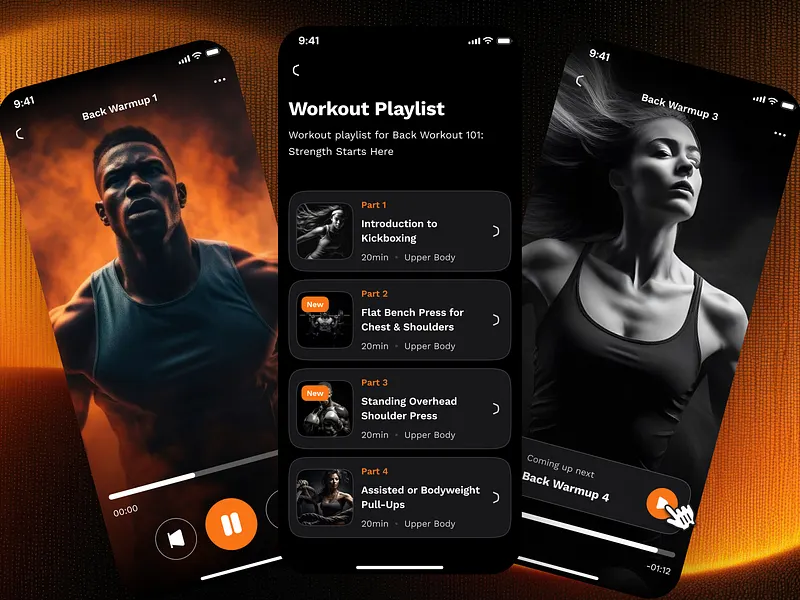 9:41
Back Warmup 1
00:00
9:41
Workout Playlist
Workout playlist for Back Workout 101:
Strength Starts Here
Part 1
Introduction to
Kickboxing
20min • Upper Body
New
Part 2
Flat Bench Press for
Chest & Shoulders
20min • Upper Body
New
Part 3
Standing Overhead
Shoulder Press
20min • Upper Body
Part 4
Assisted or Bodyweight
Pull-Ups
20min • Upper Body
9:41
Back Warmup 3
Coming up next
Back Warmup 4
-01:12